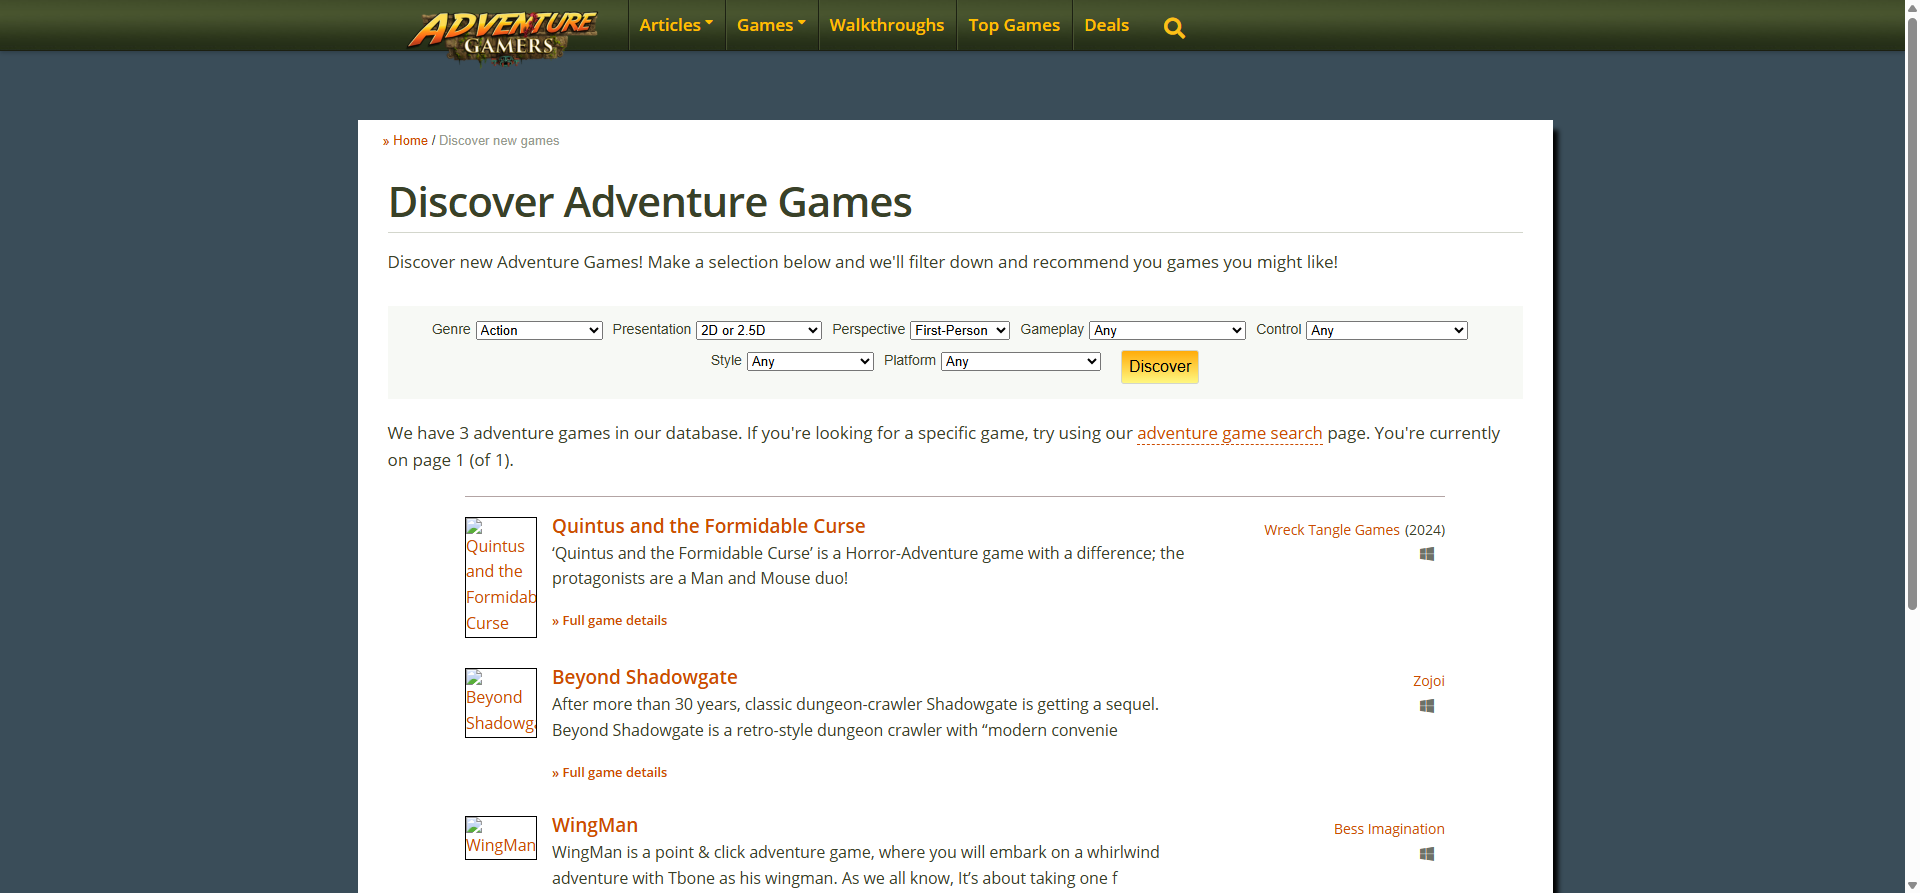 ADVENTURE GAMERS
Articles
Games
Walkthroughs
Top Games
Deals
» Home / Discover new games
Discover Adventure Games
Discover new Adventure Games! Make a selection below and we'll filter down and recommend you games you might like!
Genre Action Presentation 2D or 2.5D Perspective First-Person Gameplay Any Control Any
Style Any Platform Any Discover
We have 3 adventure games in our database. If you're looking for a specific game, try using our adventure game search page. You're currently
on page 1 (of 1).
Quintus
and the
Formidab
Curse
Quintus and the Formidable Curse
‘Quintus and the Formidable Curse’ is a Horror-Adventure game with a difference; the
protagonists are a Man and Mouse duo!
» Full game details
Wreck Tangle Games (2024)
Beyond
Shadowg
Beyond Shadowgate
After more than 30 years, classic dungeon-crawler Shadowgate is getting a sequel.
Beyond Shadowgate is a retro-style dungeon crawler with “modern convenie
» Full game details
Zojoi
WingMan
WingMan
WingMan is a point & click adventure game, where you will embark on a whirlwind
adventure with Tbone as his wingman. As we all know, It’s about taking one f
Bess Imagination